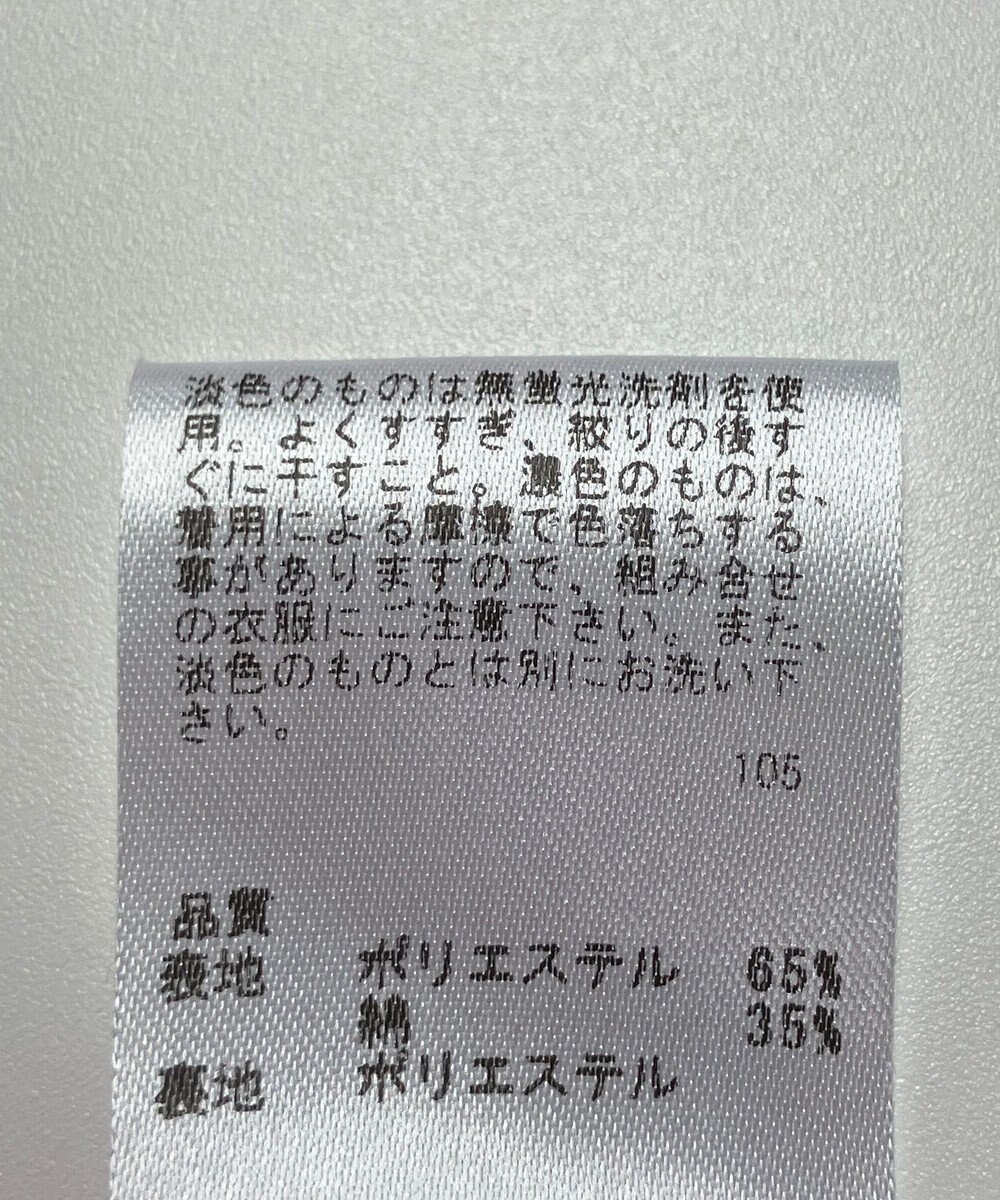 淡色のものは無蛍光洗剤を使
用。よくすすぎ、絞りの後す
ぐに干すこと。濃色のものは、
着用による摩擦で色落ちする
事がありますので、組み合せ
の衣服にご注意下さい。また、
淡色のものとは別にお洗い下
さい。
105
品質
表地 ポリエステル 65%
綿 35%
裏地 ポリエステル